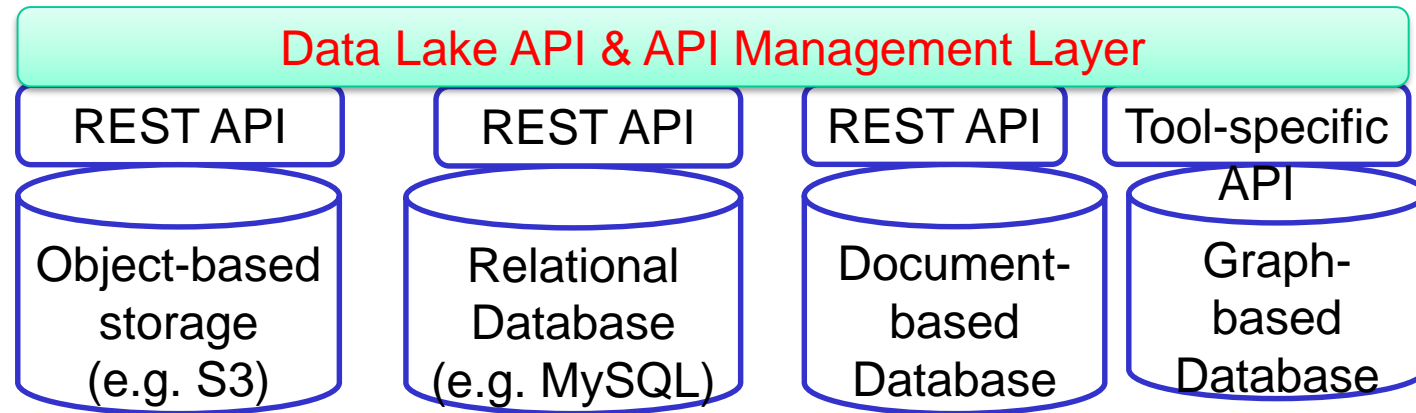 Data Lake API & API Management Layer
REST API
REST API
REST API
Tool-specific
API
Object-based
storage
(e.g. S3)
Relational
Database
(e.g. MySQL)
Document-
based
Database
Graph-
based
Database